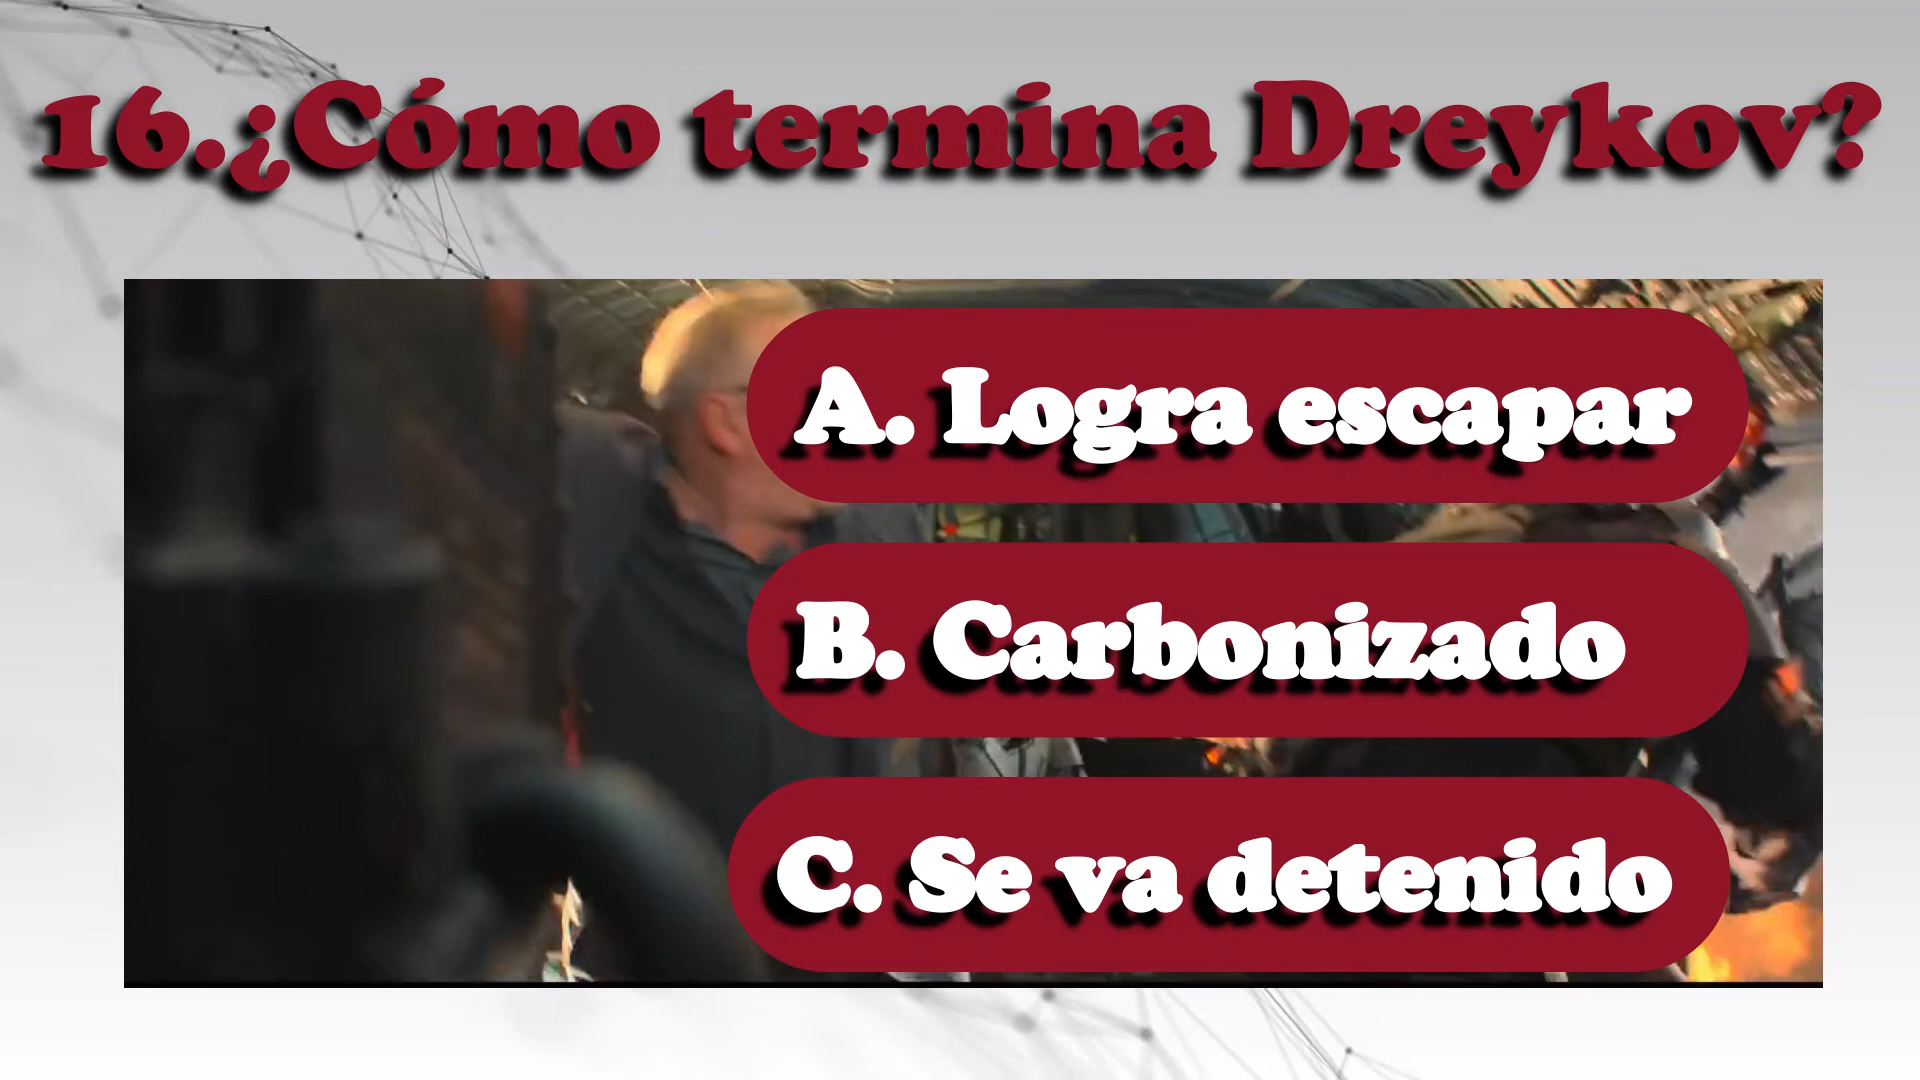 16.¿Cómo termina Dreykov?
A. Logra escapar
B. Carbonizado
C. Se va detenido